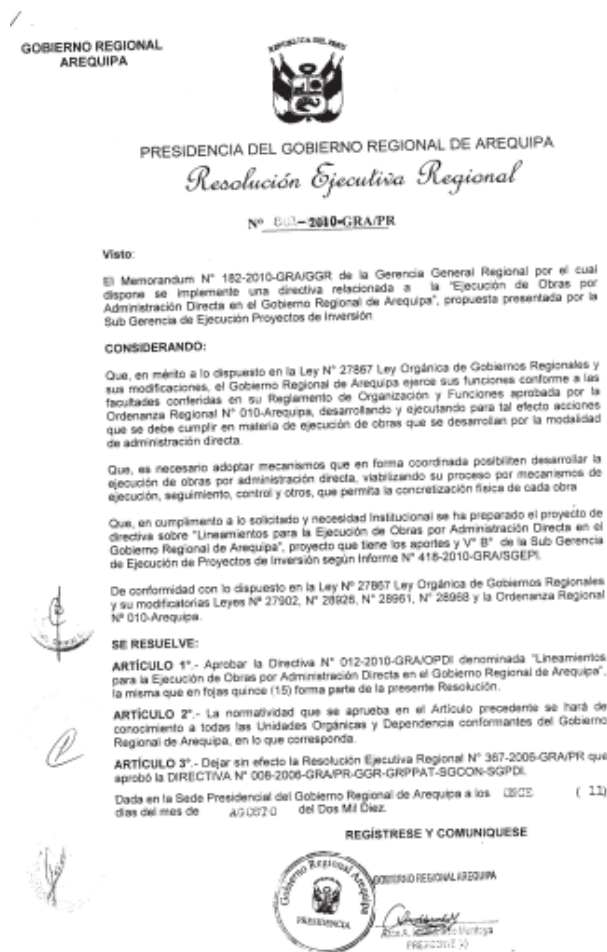 GOBIERNO REGIONAL
AREQUIPA
REPUBLICA DEL PERU
PRESIDENCIA DEL GOBIERNO REGIONAL DE AREQUIPA
Resolución Ejecutiva Regional
Nº -2010-GRA/PR
Visto:
El Memorandum N° 182-2010-GRA/GGR de la Gerencia General Regional por el cual
dispone se implemente una directiva relacionada a la "Ejecución de Obras por
Administración Directa en el Gobierno Regional de Arequipa", propuesta presentada por la
Sub Gerencia de Ejecución Proyectos de Inversión
CONSIDERANDO:
Que, en mérito a lo dispuesto en la Ley N° 27867 Ley Orgánica de Gobiernos Regionales y
sus modificaciones, el Gobierno Regional de Arequipa ejerce sus funciones conforme a las
facultades conferidas en su Reglamento de Organización y Funciones aprobada por la
Ordenanza Regional N° 010-Arequipa, desarrollando y ejecutando para tal efecto acciones
que se debe cumplir en materia de ejecución de obras que se desarrollan por la modalidad
de administración directa.
Que, es necesario adoptar mecanismos que en forma coordinada posibiliten desarrollar la
ejecución de obras por administración directa, viabilizando su proceso por mecanismos de
ejecución, seguimiento, control y otros, que permita la concretización física de cada obra
Que, en cumplimento a lo solicitado y necesidad Institucional se ha preparado el proyecto de
directiva sobre "Lineamientos para la Ejecución de Obras por Administración Directa en el
Gobierno Regional de Arequipa", proyecto que tiene los aportes y V° B° de la Sub Gerencia
de Ejecución de Proyectos de Inversión según Informe N° 418-2010-GRA/SGEPI.
De conformidad con lo dispuesto en la Ley Nº 27867 Ley Orgánica de Gobiernos Regionales
y su modificatorias Leyes Nº 27902, N° 28926, N° 28961, N° 28968 y la Ordenanza Regional
Nº 010-Arequipa.
SE RESUELVE:
ARTÍCULO 1°.- Aprobar la Directiva N° 012-2010-GRA/OPDI denominada "Lineamientos
para la Ejecución de Obras por Administración Directa en el Gobierno Regional de Arequipa",
la misma que en fojas quince (15) forma parte de la presente Resolución.
ARTÍCULO 2°.- La normatividad que se aprueba en el Artículo precedente se hará de
conocimiento a todas las Unidades Orgánicas y Dependencia conformantes del Gobierno
Regional de Arequipa, en lo que corresponda.
ARTÍCULO 3°.- Dejar sin efecto la Resolución Ejecutiva Regional N° 367-2006-GRA/PR que
aprobó la DIRECTIVA N° 006-2006-GRA/PR-GGR-GRPPAT-SGCON-SGPDI.
Dada en la Sede Presidencial del Gobierno Regional de Arequipa a los ONCE ( 11)
días del mes de AGOSTO del Dos Mil Diez.
REGÍSTRESE Y COMUNIQUESE
Gobierno Regional Arequipa
PRESIDENCIA
GOBIERNO REGIONAL AREQUIPA
Montoya
PRESIDENTE